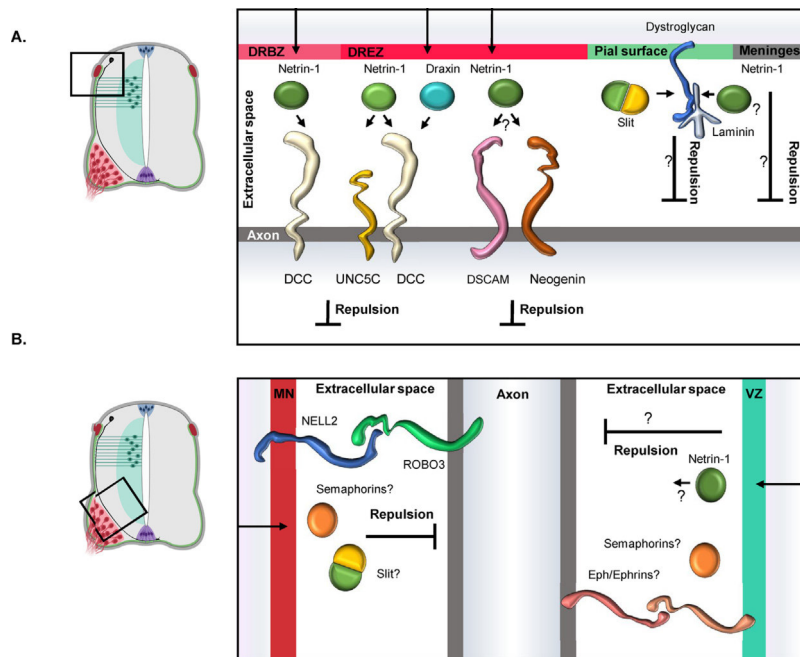 A.
Dystroglycan
DRBZ
DREZ
Pial surface
Meninges
Netrin-1
Netrin-1
Draxin
Netrin-1
Netrin-1
Extracellular space
?
?
Slit
Laminin
?
Repulsion
?
Repulsion
Axon
DCC
UNC5C
DCC
DSCAM
Neogenin
Repulsion
Repulsion
B.
MN
Extracellular space
Axon
Extracellular space
VZ
NELL2
?
ROBO3
Repulsion
Netrin-1
Semaphorins?
?
Repulsion
Semaphorins?
Slit?
Eph/Ephrins?